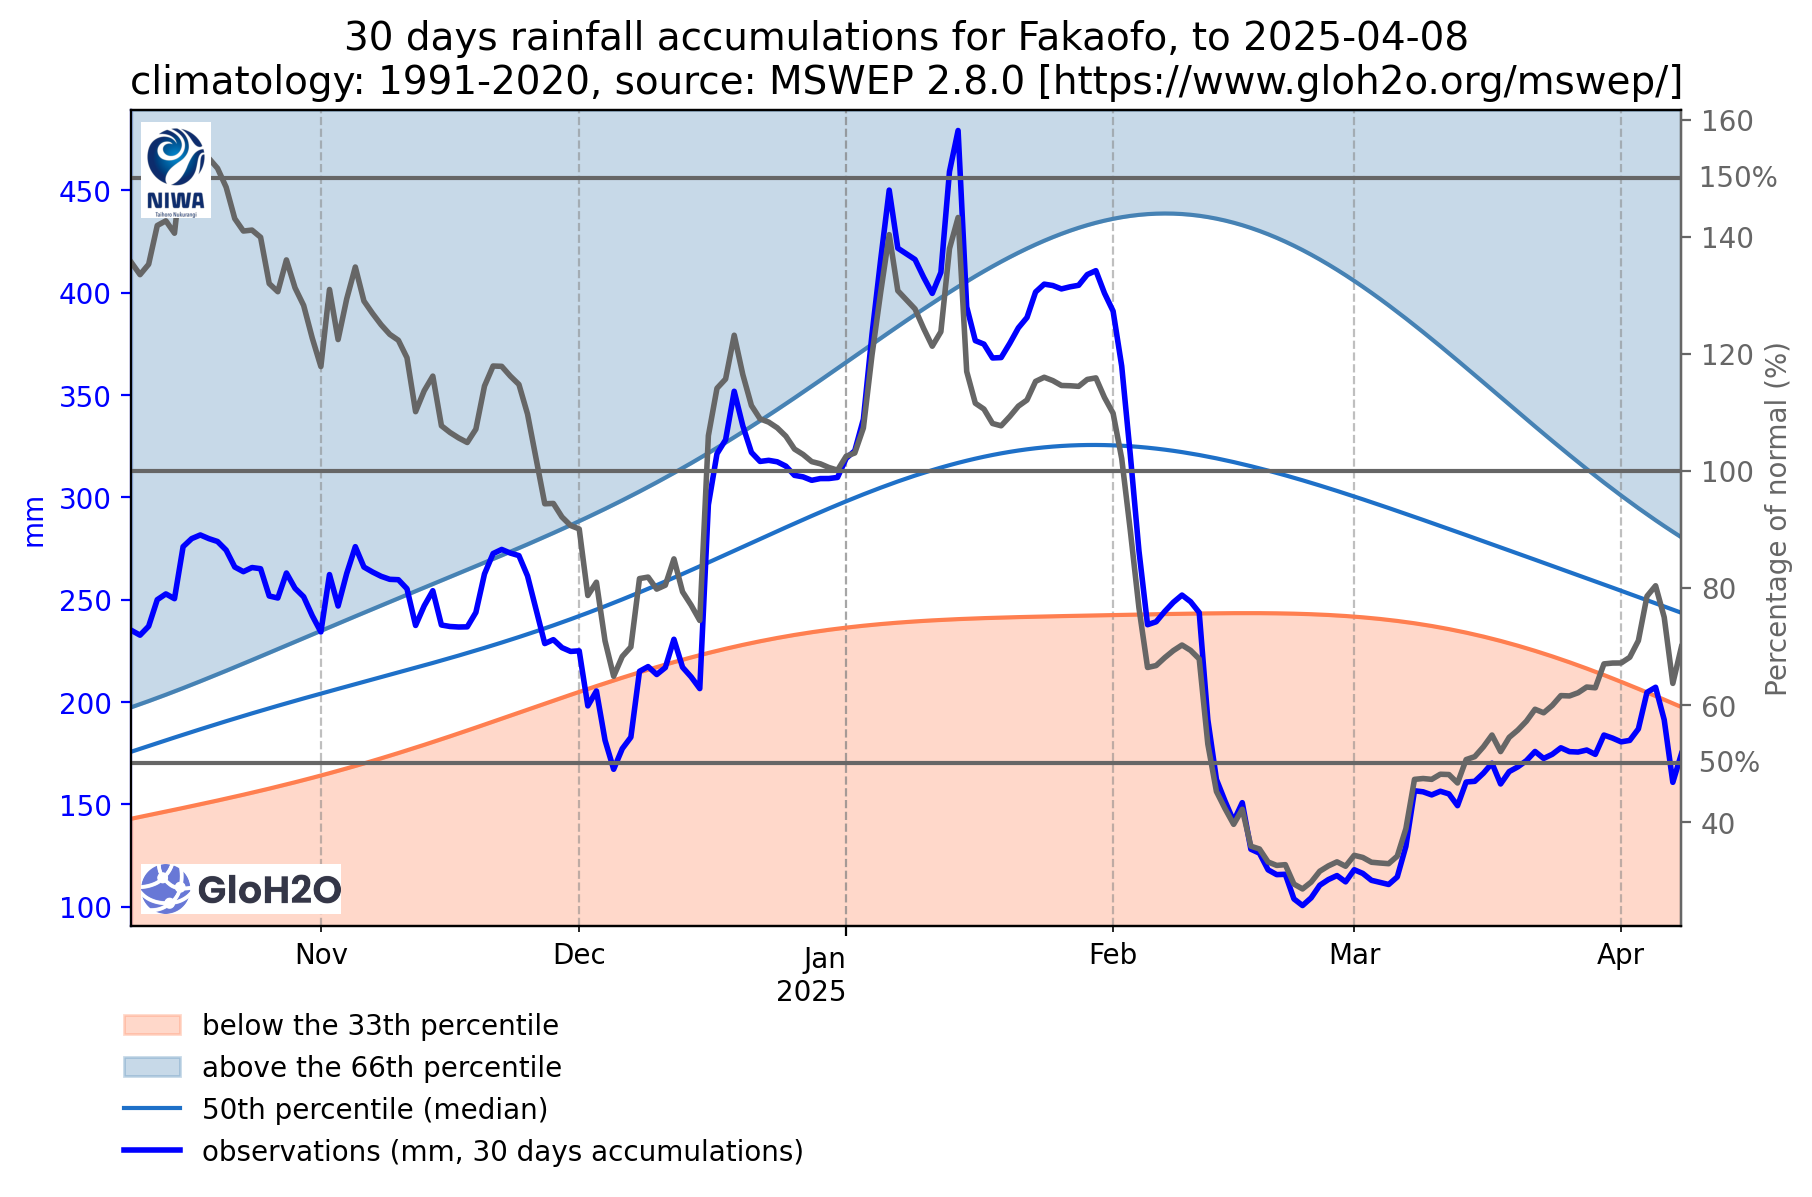 30 days rainfall accumulations for Fakaofo, to 2025-04-08
climatology: 1991-2020, source: MSWEP 2.8.0 [https://www.gloh2o.org/mswep/]
NIWA
Taihoro Nukurangi
450
400
350
300
250
200
150
100
mm
160
150%
140
120
100
80
60
50%
40
Percentage of normal (%)
GloH2O
Nov
Dec
Jan
2025
Feb
Mar
Apr
below the 33th percentile
above the 66th percentile
50th percentile (median)
observations (mm, 30 days accumulations)